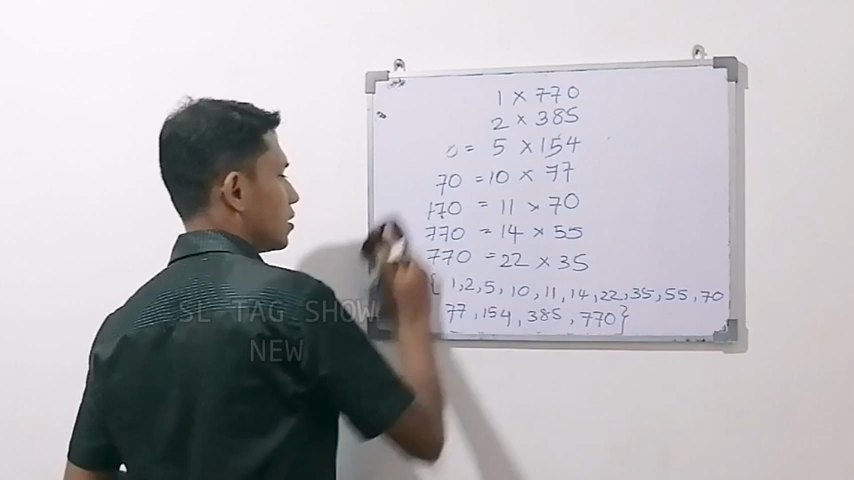 1 × 770
2 × 385
0 = 5 × 154
70 = 10 × 77
170 = 11 × 70
770 = 14 × 55
770 = 22 × 35
{ 1,2,5, 10, 11, 14, 22, 35, 55, 70
77, 154, 385, 770}
SL TAG SHOW
NEW